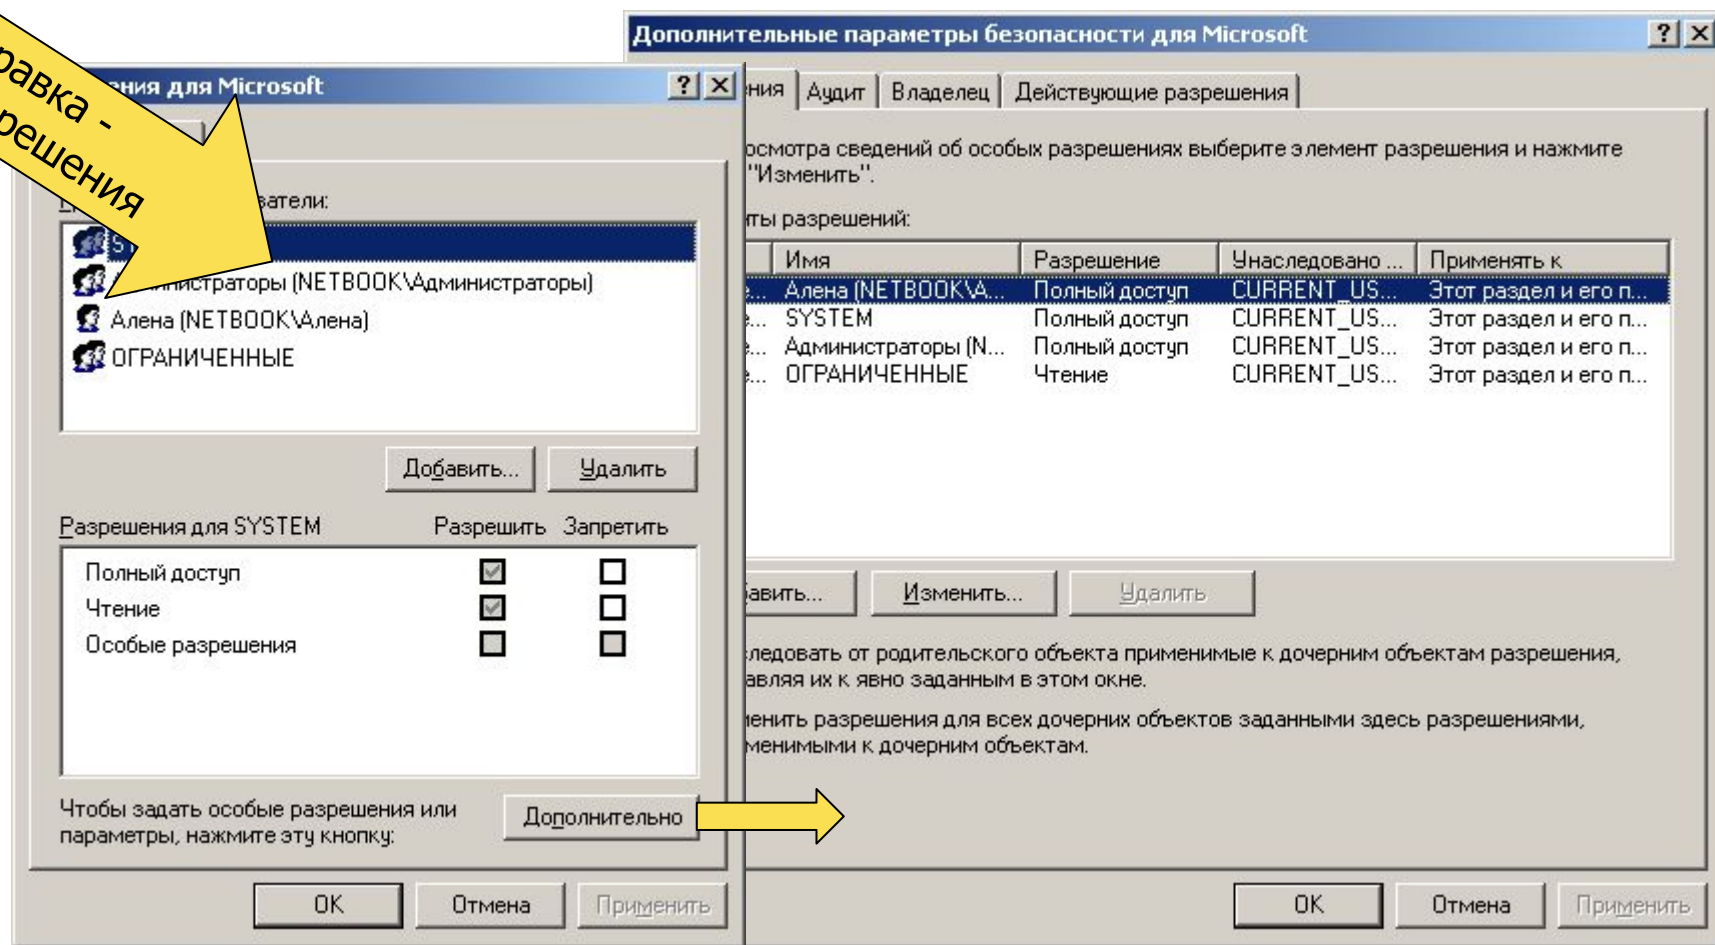 равка -
решения
ения для Microsoft
ватели:
Администраторы (NETBOOK\Администраторы)
Алена (NETBOOK\Алена)
ОГРАНИЧЕННЫЕ
Добавить...
Удалить
Разрешения для SYSTEM
Разрешить
Запретить
Полный доступ
Чтение
Особые разрешения
Чтобы задать особые разрешения или
параметры, нажмите эту кнопку:
Дополнительно
ОК
Отмена
Применить
Дополнительные параметры безопасности для Microsoft
ния
Аудит
Владелец
Действующие разрешения
осмотра сведений об особых разрешениях выберите элемент разрешения и нажмите
"Изменить".
нты разрешений:
Имя
Разрешение
Унаследовано ...
Применять к
Алена (NETBOOK\А...
Полный доступ
CURRENT_US...
Этот раздел и его п...
SYSTEM
Полный доступ
CURRENT_US...
Этот раздел и его п...
Администраторы (N...
Полный доступ
CURRENT_US...
Этот раздел и его п...
ОГРАНИЧЕННЫЕ
Чтение
CURRENT_US...
Этот раздел и его п...
авить...
Изменить...
Удалить
ледовать от родительского объекта применимые к дочерним объектам разрешения,
авляя их к явно заданным в этом окне.
менить разрешения для всех дочерних объектов заданными здесь разрешениями,
менимыми к дочерним объектам.
ОК
Отмена
Применить